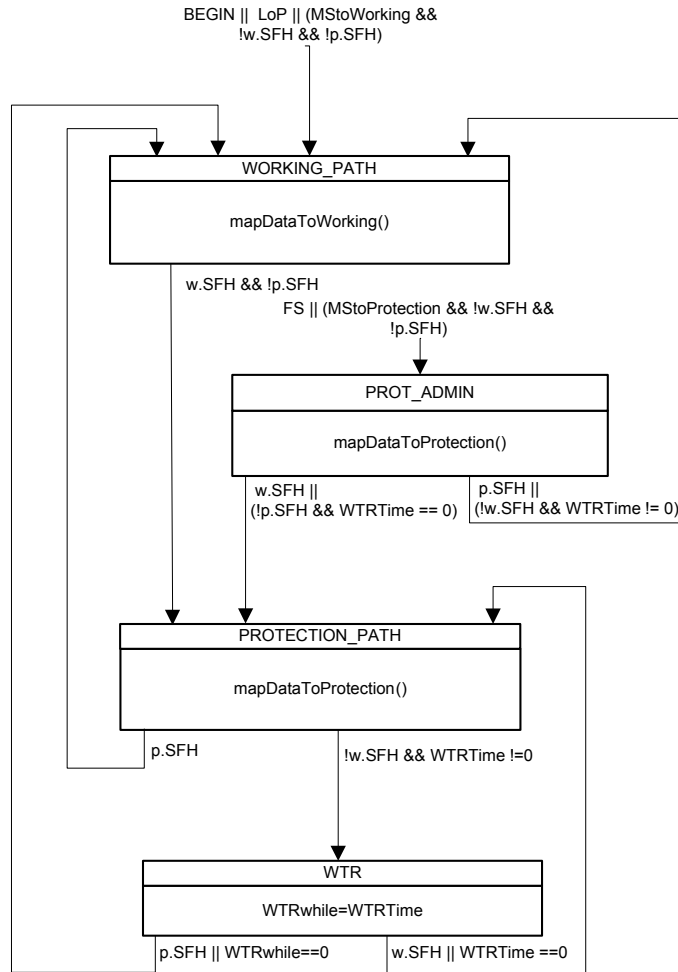 BEGIN || LoP || (MStoWorking &&
!w.SFH && !p.SFH)
WORKING_PATH
mapDataToWorking()
w.SFH && !p.SFH
FS || (MStoProtection && !w.SFH &&
!p.SFH)
PROT_ADMIN
mapDataToProtection()
w.SFH ||
(!p.SFH && WTRTime == 0)
p.SFH ||
(!w.SFH && WTRTime != 0)
PROTECTION_PATH
mapDataToProtection()
p.SFH
!w.SFH && WTRTime !=0
WTR
WTRwhile=WTRTime
p.SFH || WTRwhile==0
w.SFH || WTRTime ==0